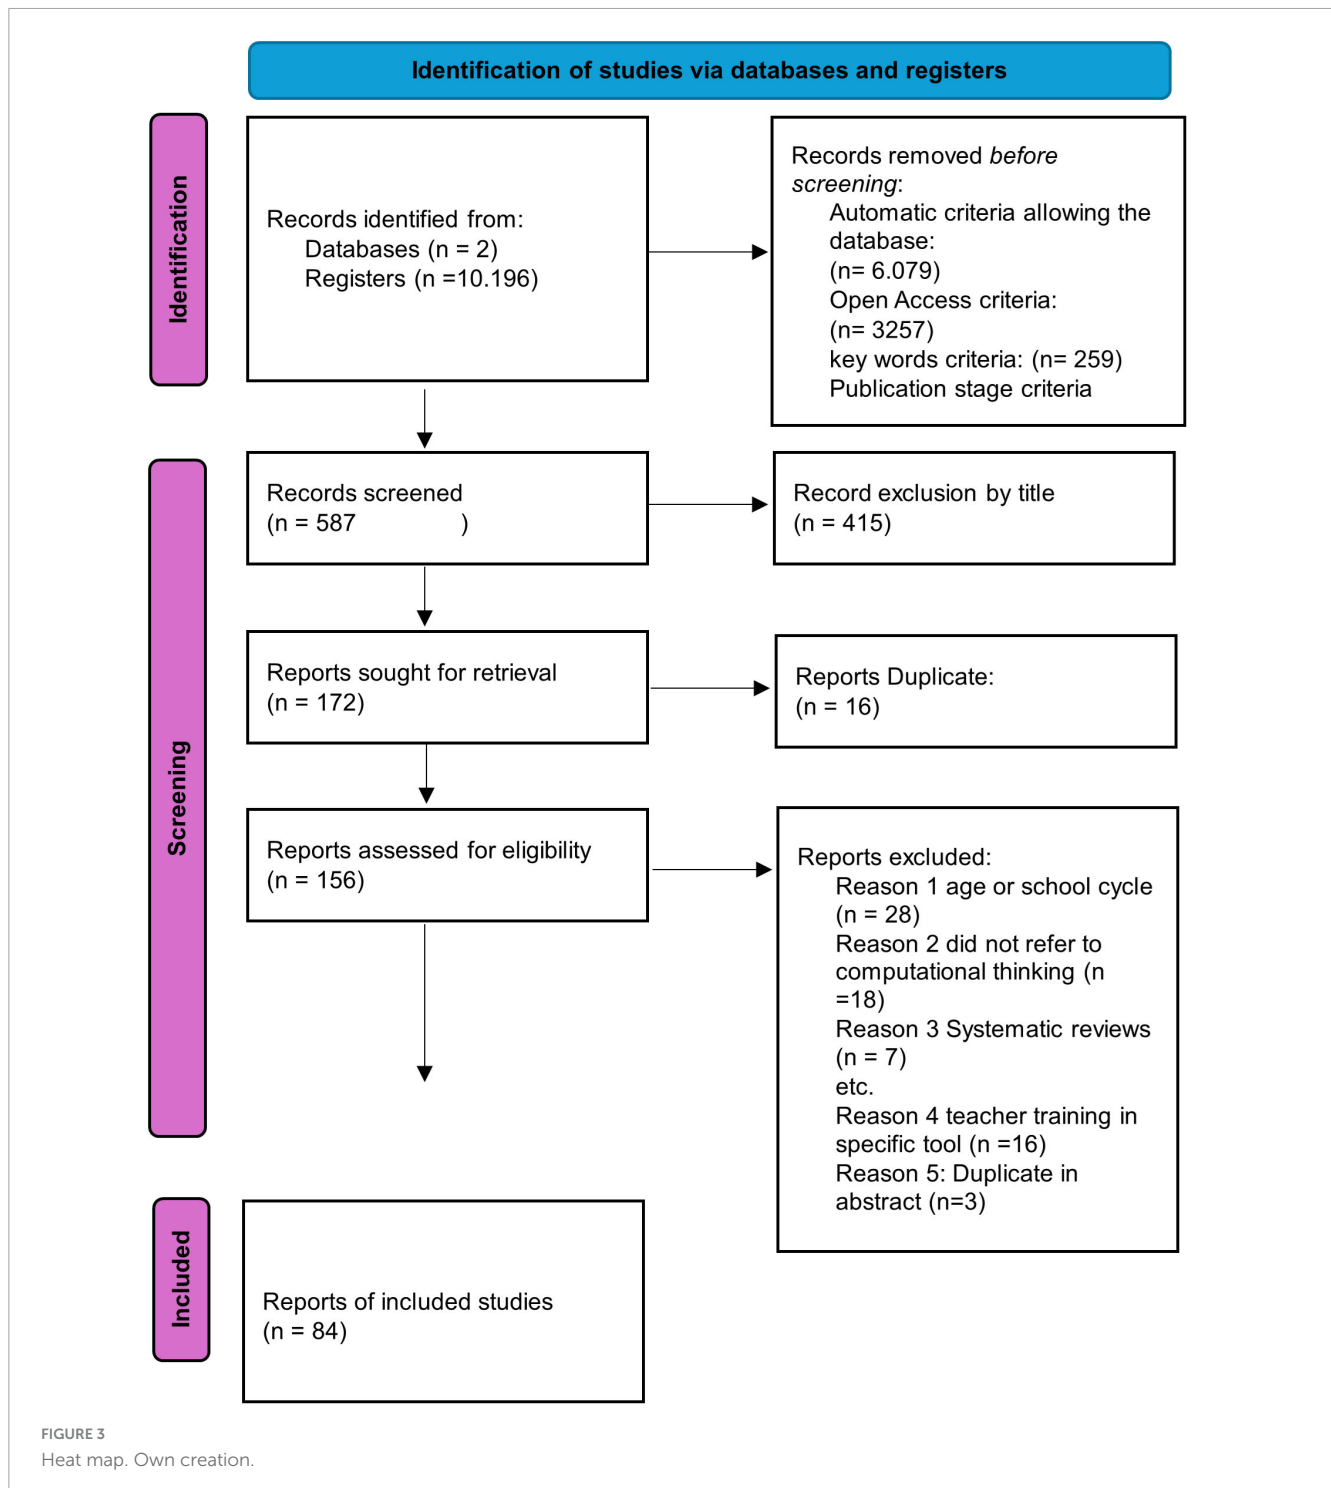 Identification of studies via databases and registers
Identification
Records identified from:
Databases (n = 2)
Registers (n =10.196)
Records removed before
screening:
Automatic criteria allowing the
database:
(n= 6.079)
Open Access criteria:
(n= 3257)
key words criteria: (n= 259)
Publication stage criteria
Screening
Records screened
(n = 587 )
Record exclusion by title
(n = 415)
Reports sought for retrieval
(n = 172)
Reports Duplicate:
(n = 16)
Reports assessed for eligibility
(n = 156)
Reports excluded:
Reason 1 age or school cycle
(n = 28)
Reason 2 did not refer to
computational thinking (n
=18)
Reason 3 Systematic reviews
(n = 7)
etc.
Reason 4 teacher training in
specific tool (n =16)
Reason 5: Duplicate in
abstract (n=3)
Included
Reports of included studies
(n = 84)
FIGURE 3
Heat map. Own creation.